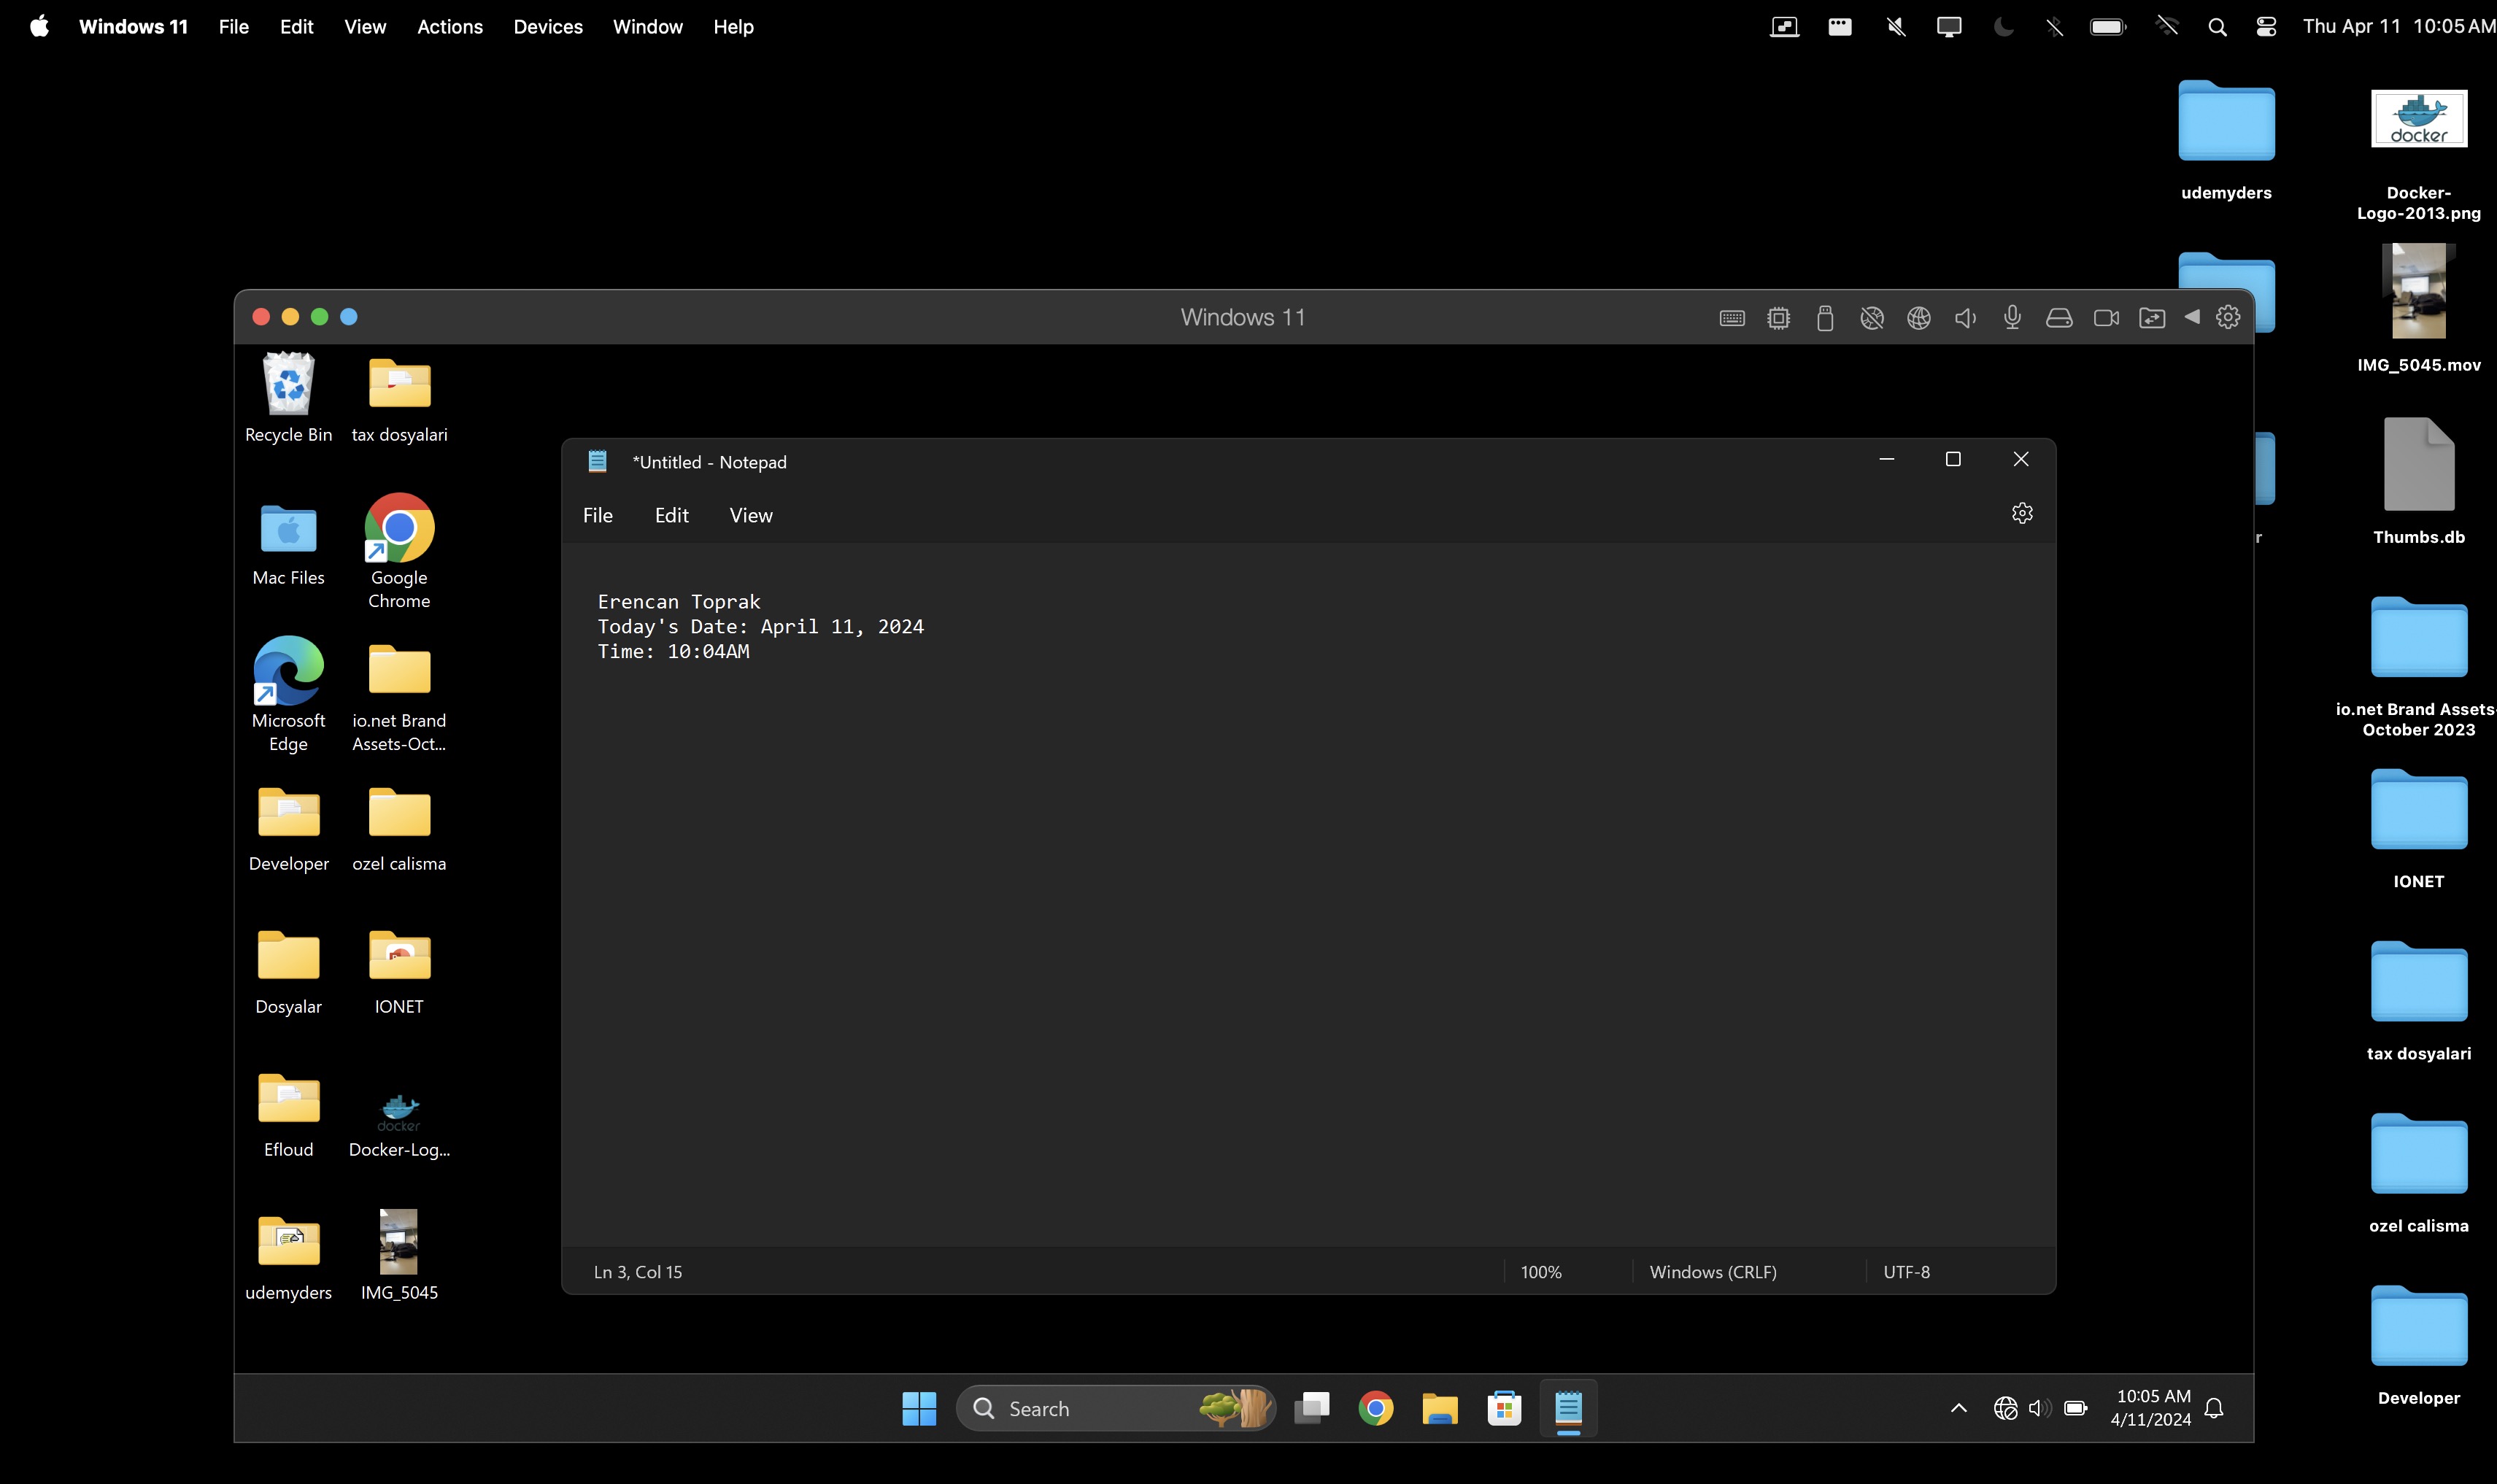 Windows 11 File Edit View Actions Devices Window Help
Thu Apr 11 10:05 AM
udemyders
docker
Docker-
Logo-2013.png
IMG_5045.mov
r
Thumbs.db
io.net Brand Assets-
October 2023
IONET
tax dosyalari
ozel calisma
Developer
Windows 11
Recycle Bin
tax dosyalari
Mac Files
Google
Chrome
Microsoft
Edge
io.net Brand
Assets-Oct...
Developer
ozel calisma
Dosyalar
IONET
Efloud
docker
Docker-Log...
udemyders
IMG_5045
*Untitled - Notepad
File Edit View
Erencan Toprak
Today's Date: April 11, 2024
Time: 10:04AM
Ln 3, Col 15
100%
Windows (CRLF)
UTF-8
Search
10:05 AM
4/11/2024